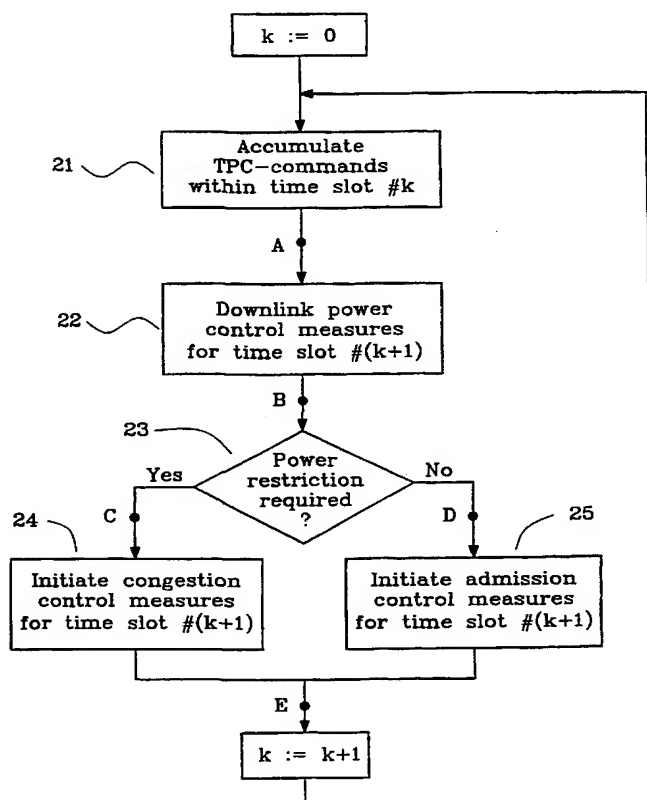 k := 0
21
Accumulate
TPC-commands
within time slot #k
A
22
Downlink power
control measures
for time slot #(k+1)
B
23
Power
restriction
required
?
Yes
No
C
D
24
25
Initiate congestion
control measures
for time slot #(k+1)
Initiate admission
control measures
for time slot #(k+1)
E
k := k+1